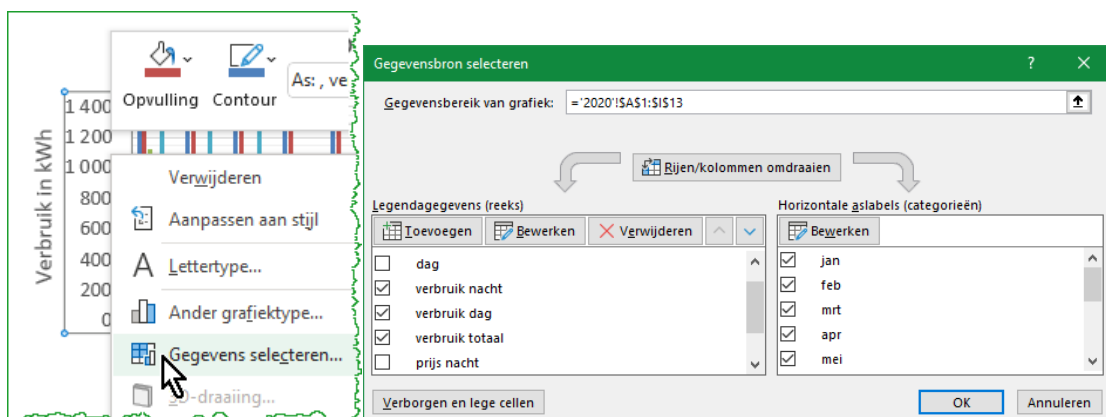 Opvulling Contour
As: , ve
Verbruik in kWh
1 400
1 200
1 000
800
600
400
200
0
Verwijderen
Aanpassen aan stijl
Lettertype...
Ander grafiektype...
Gegevens selecteren...
3D-draaiing...
Gegevensbron selecteren ? ×
Gegevensbereik van grafiek: ='2020'!$A$1:$I$13
Rijen/kolommen omdraaien
Legendagegevens (reeks)
Toevoegen Bewerken Verwijderen
dag
verbruik nacht
verbruik dag
verbruik totaal
prijs nacht
Horizontale aslabels (categorieën)
Bewerken
jan
feb
mrt
apr
mei
Verborgen en lege cellen OK Annuleren